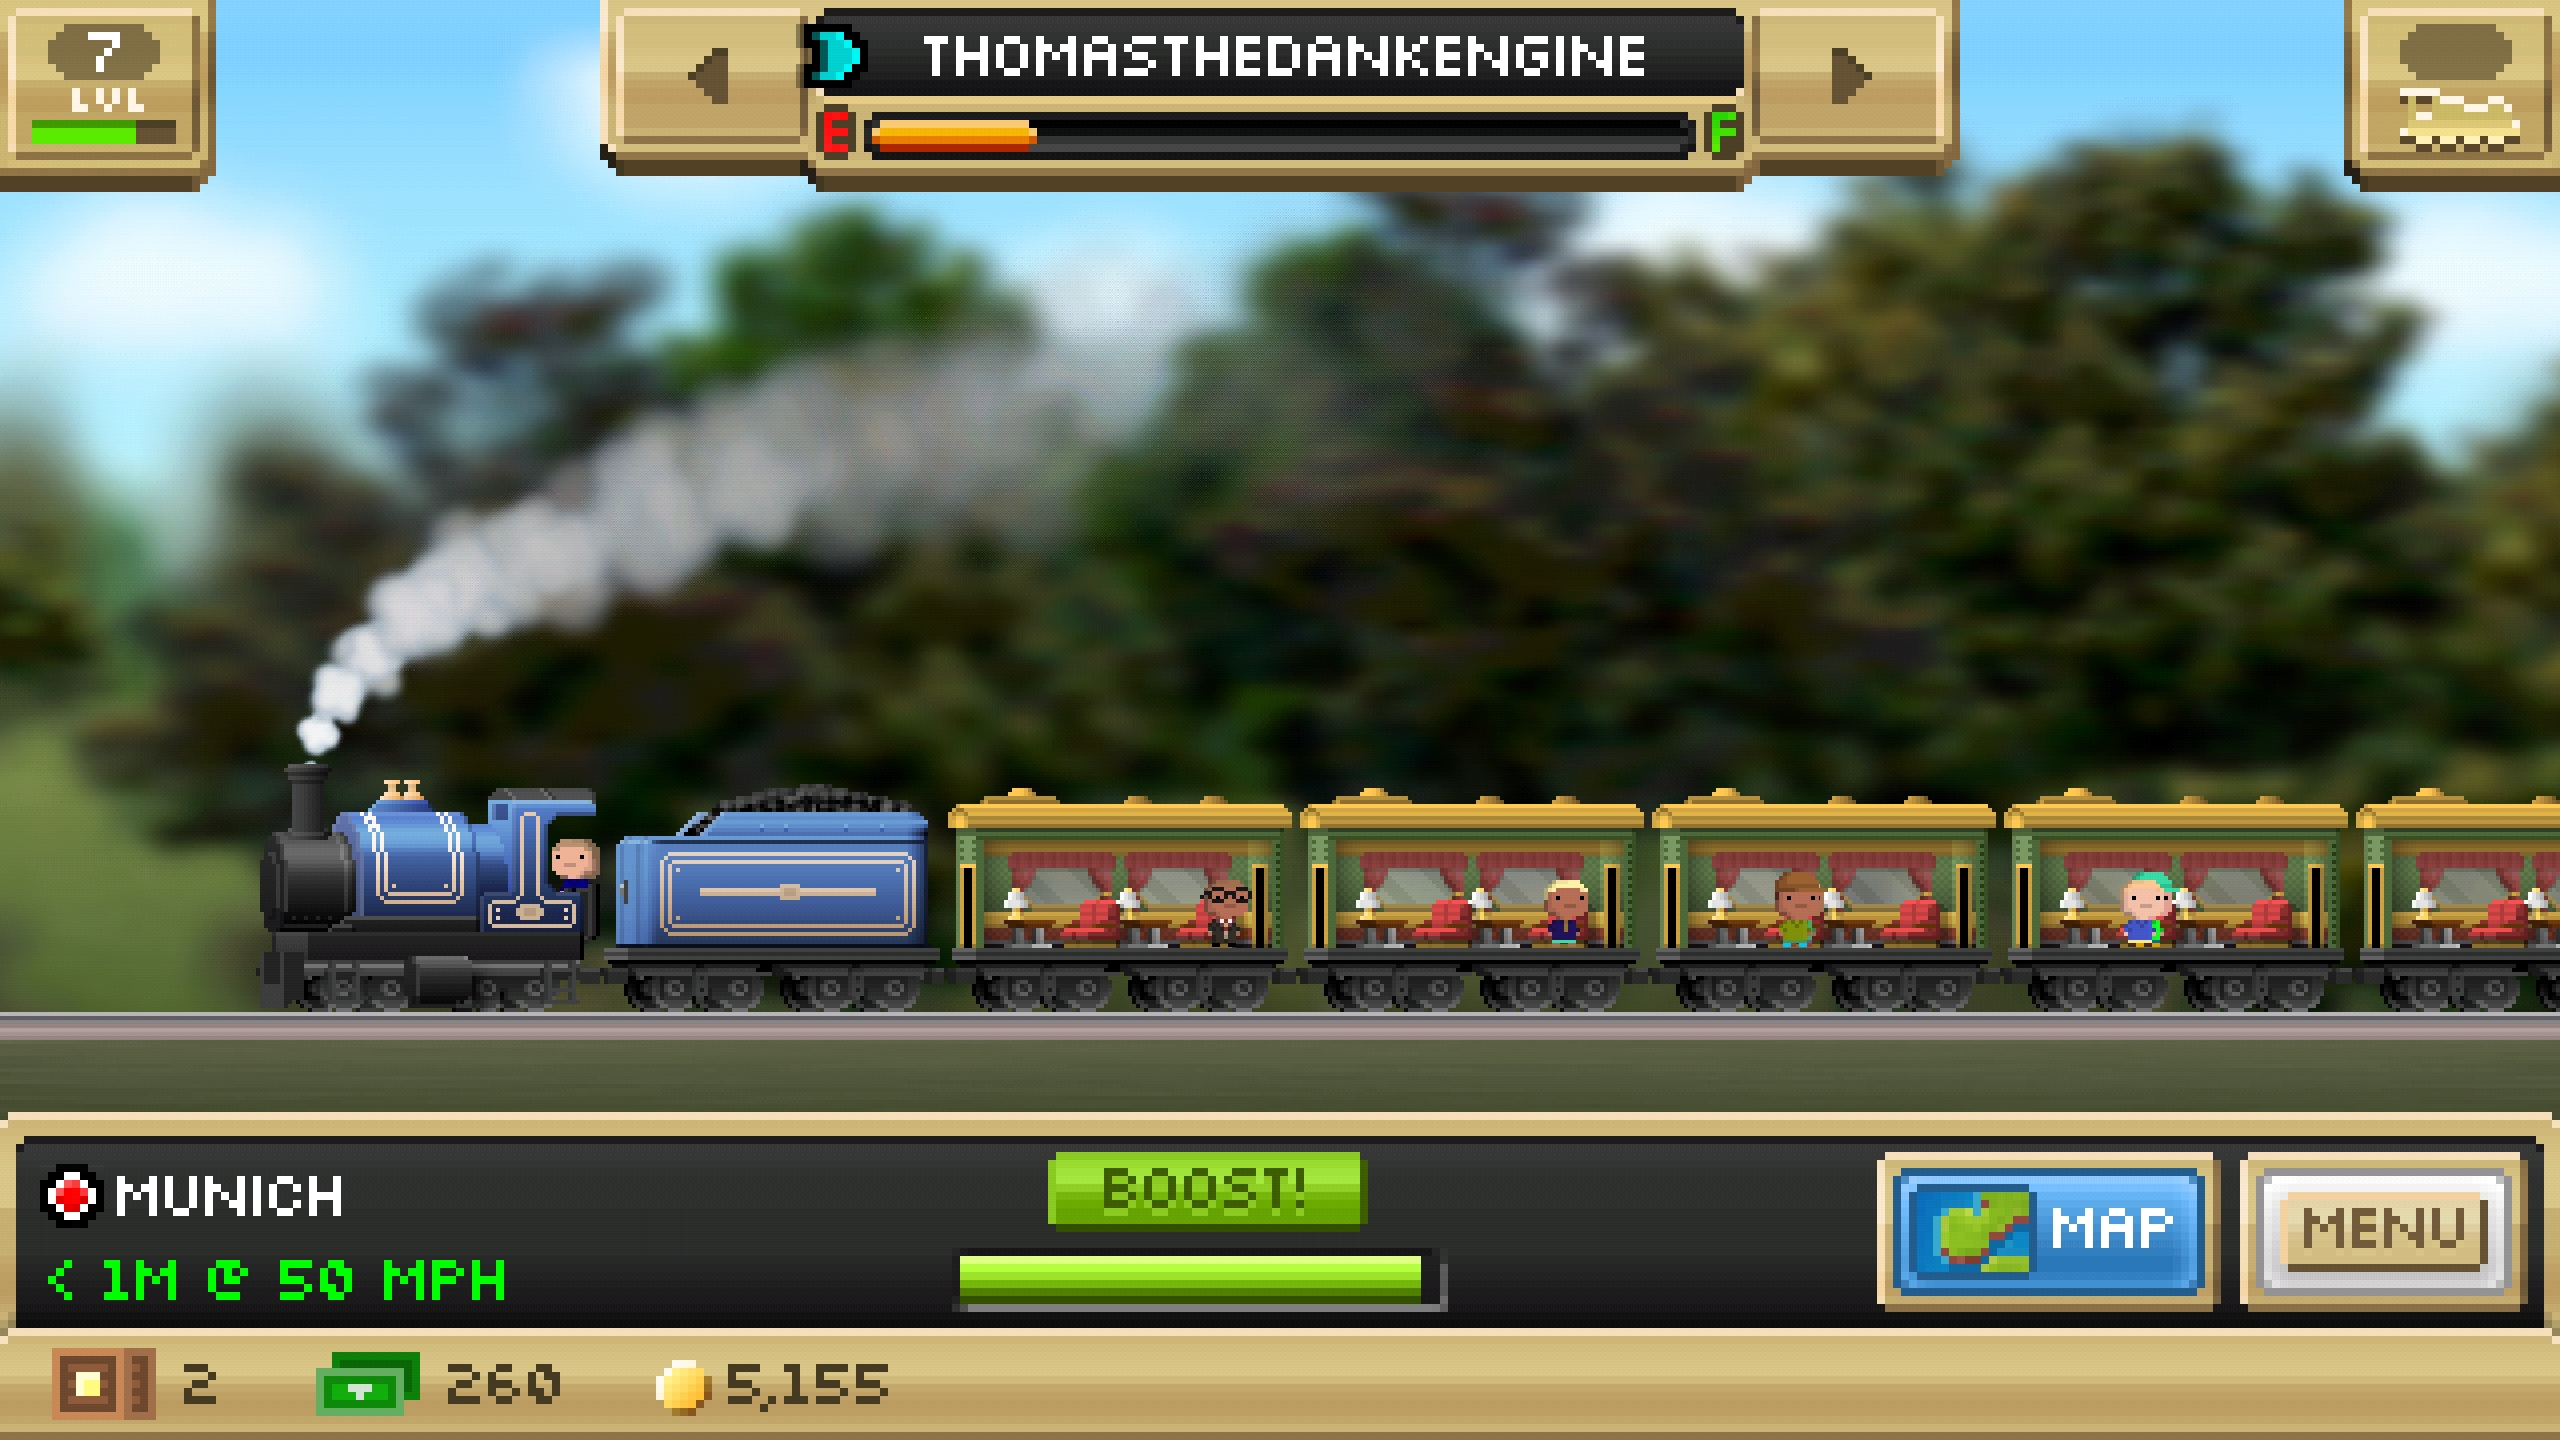 7
LVL
THOMASTHEDANKENGINE
E F
MUNICH
< 1M @ 50 MPH
BOOST!
MAP
MENU
2 260 5,155